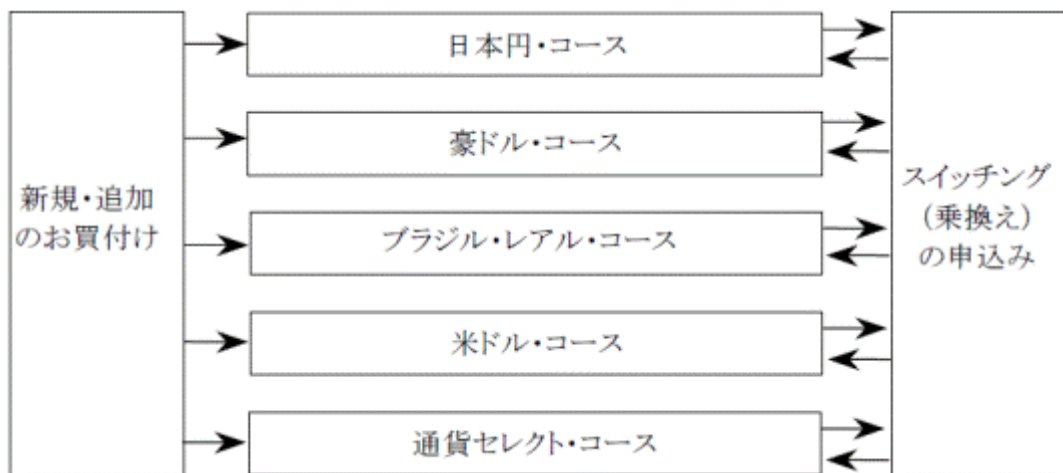 新規・追加
のお買付け
日本円・コース
豪ドル・コース
ブラジル・レアル・コース
米ドル・コース
通貨セレクト・コース
スイッチング
(乗換え)
の申込み